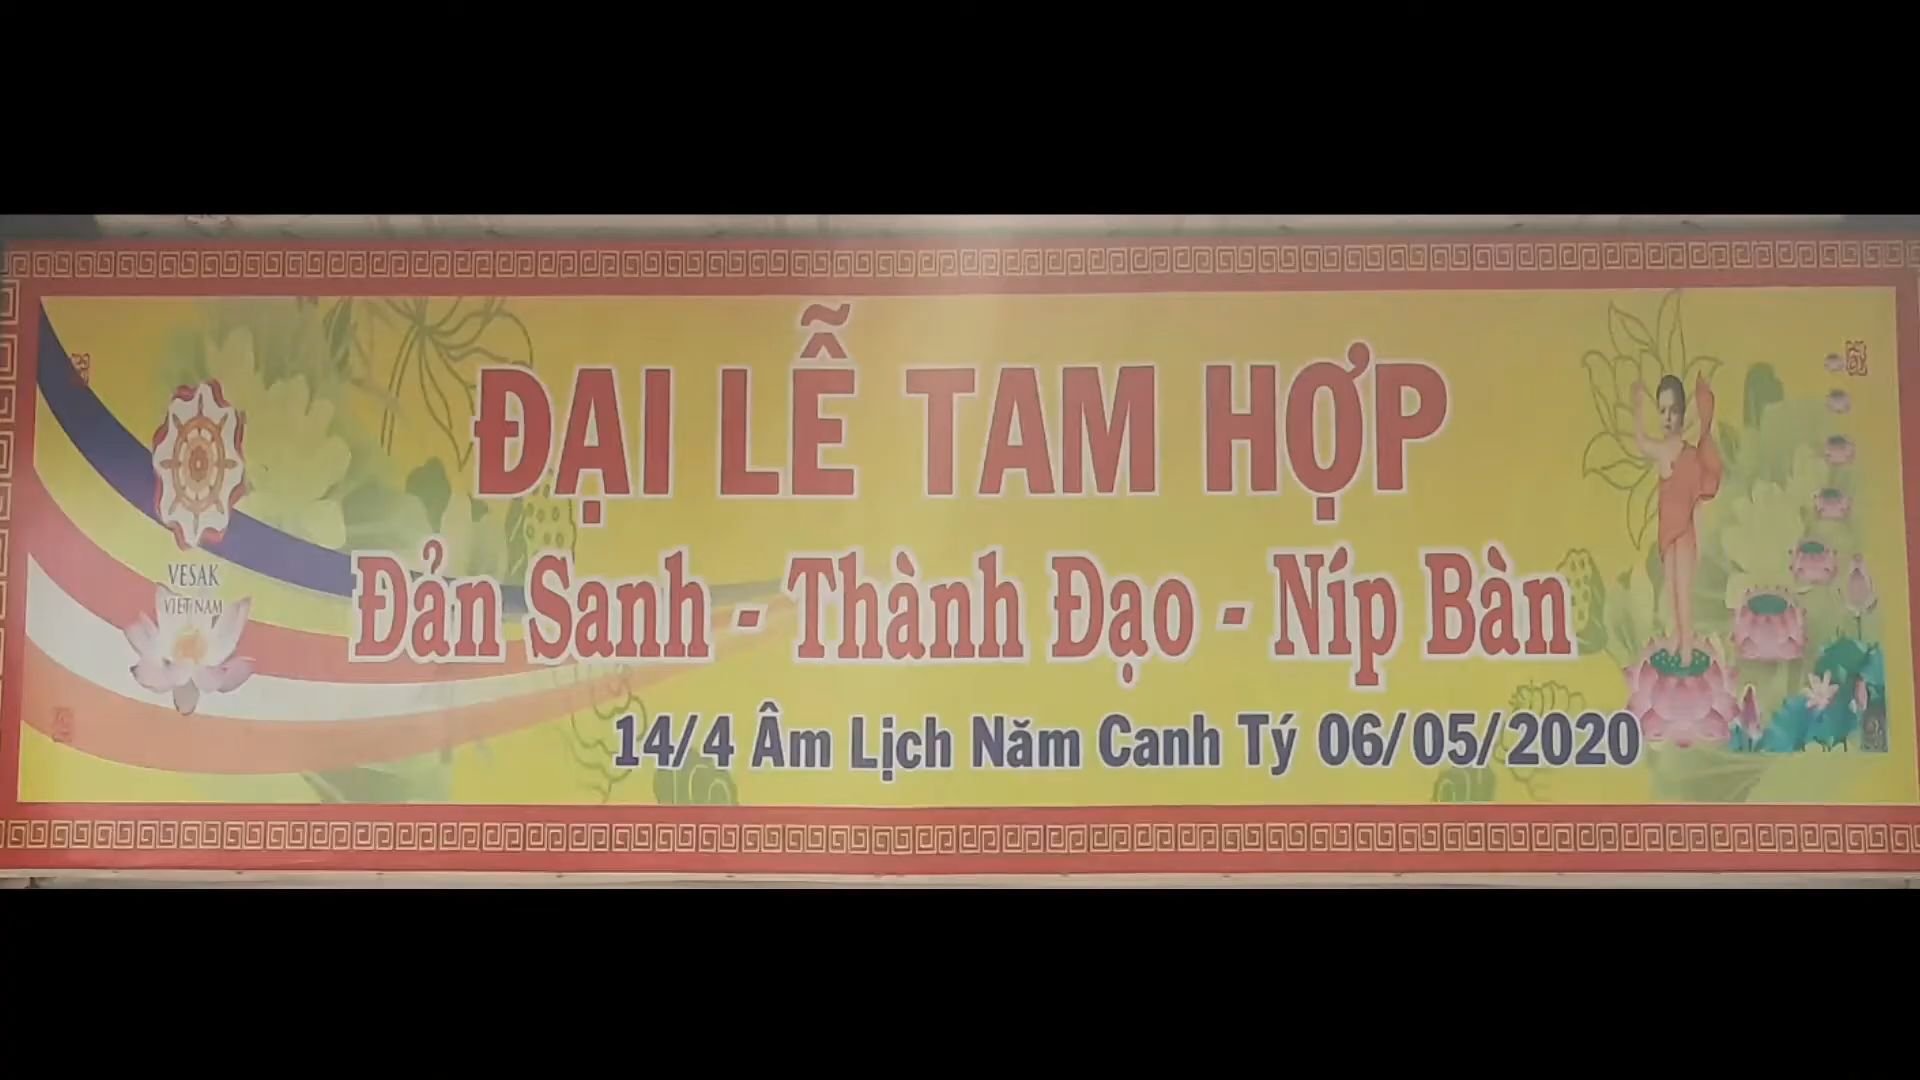 ĐẠI LỄ TAM HỢP
Đản Sanh - Thành Đạo - Níp Bàn
14/4 Âm Lịch Năm Canh Tý 06/05/2020
VESAK
VIỆT NAM